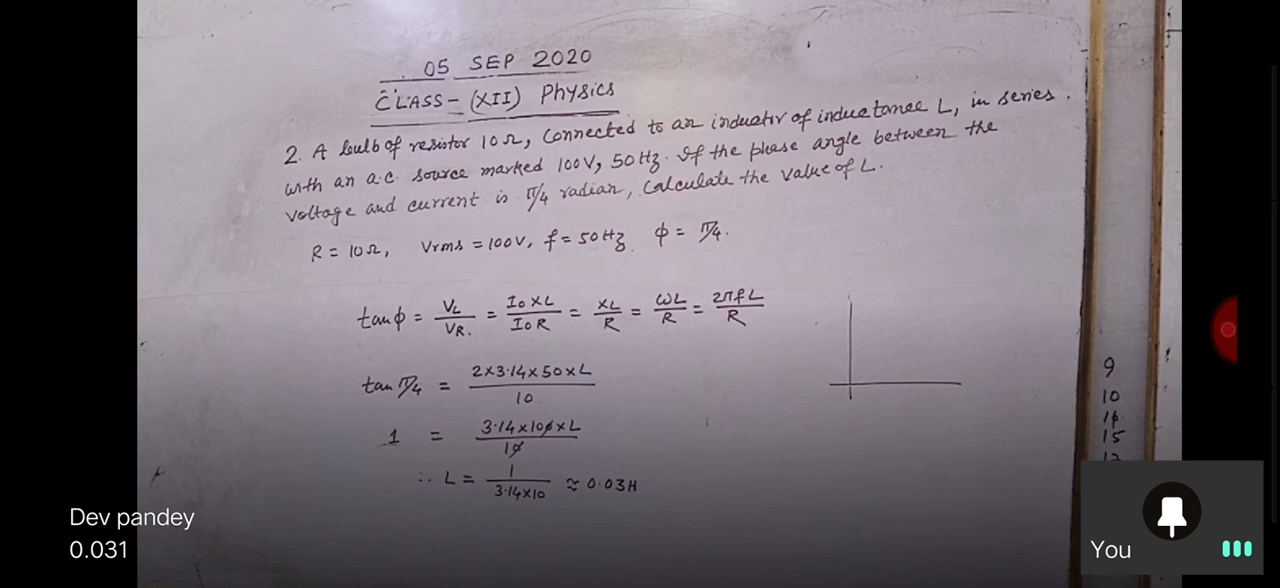 05 SEP 2020
CLASS - (XII) Physics
2. A bulb of resistor 10Ω, connected to an inductor of inductance L, in series.
with an a.c. source marked 100V, 50Hz. If the phase angle between the
voltage and current is π/4 radian, Calculate the value of L.
R = 10Ω, Vrms = 100V, f = 50Hz φ = π/4.
tanφ = VL/VR. = I0XL/I0R = XL/R = ωL/R = 2πfL/R
tan π/4 = 2×3.14×50×L/10
1 = 3.14×100×L/10
∴ L = 1/3.14×10 ≈ 0.03H
9
10
15
Dev pandey
0.031
You